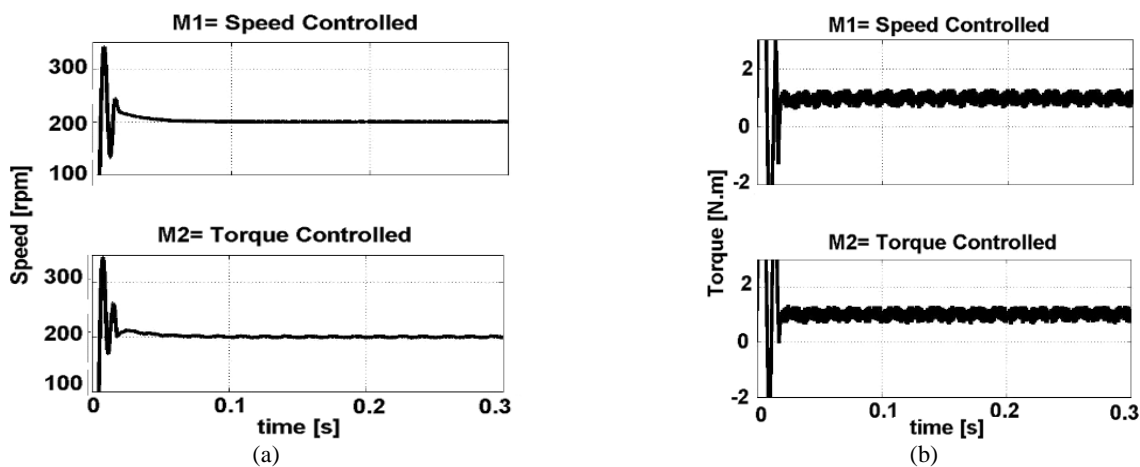 M1= Speed Controlled
300
200
100
Speed [rpm]
M2= Torque Controlled
300
200
100
0 0.1 0.2 0.3
time [s]
(a)
M1= Speed Controlled
2
0
-2
Torque [N.m]
M2= Torque Controlled
2
0
-2
0 0.1 0.2 0.3
time [s]
(b)